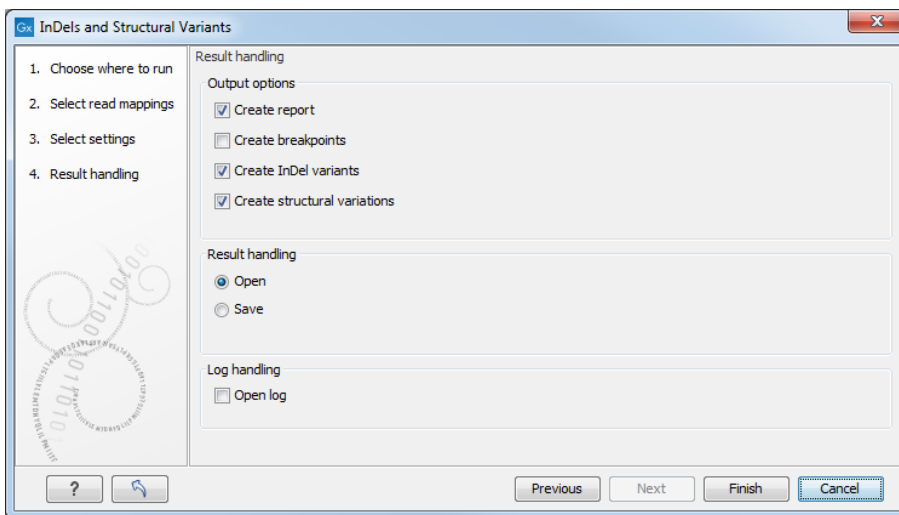 Gx InDels and Structural Variants
x
1. Choose where to run
2. Select read mappings
3. Select settings
4. Result handling
Result handling
Output options
Create report
Create breakpoints
Create InDel variants
Create structural variations
Result handling
Open
Save
Log handling
Open log
?
Previous
Next
Finish
Cancel